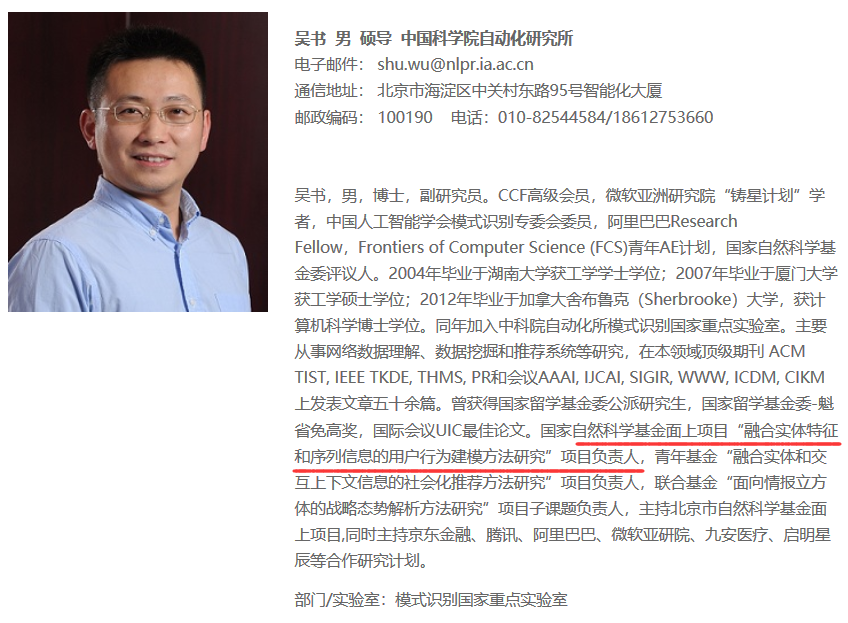 吴书 男 硕导 中国科学院自动化研究所
电子邮件： shu.wu@nlpr.ia.ac.cn
通信地址： 北京市海淀区中关村东路95号智能化大厦
邮政编码： 100190 电话：010-82544584/18612753660
吴书，男，博士，副研究员。CCF高级会员，微软亚洲研究院“铸星计划”学
者，中国人工智能学会模式识别专委会委员，阿里巴巴Research
Fellow，Frontiers of Computer Science (FCS)青年AE计划，国家自然科学基
金委评议人。2004年毕业于湖南大学获工学学士学位；2007年毕业于厦门大学
获工学硕士学位；2012年毕业于加拿大舍布鲁克（Sherbrooke）大学，获计
算机科学博士学位。同年加入中科院自动化所模式识别国家重点实验室。主要
从事网络数据理解、数据挖掘和推荐系统等研究，在本领域顶级期刊 ACM
TIST, IEEE TKDE, THMS, PR和会议AAAI, IJCAI, SIGIR, WWW, ICDM, CIKM
上发表文章五十余篇。曾获得国家留学基金委公派研究生，国家留学基金委-魁
省免高奖，国际会议UIC最佳论文。国家自然科学基金面上项目“融合实体特征
和序列信息的用户行为建模方法研究”项目负责人，青年基金“融合实体和交
互上下文信息的社会化推荐方法研究”项目负责人，联合基金“面向情报立方
体的战略态势解析方法研究”项目子课题负责人，主持北京市自然科学基金面
上项目,同时主持京东金融、腾讯、阿里巴巴、微软亚研院、九安医疗、启明星
辰等合作研究计划。
部门/实验室：模式识别国家重点实验室